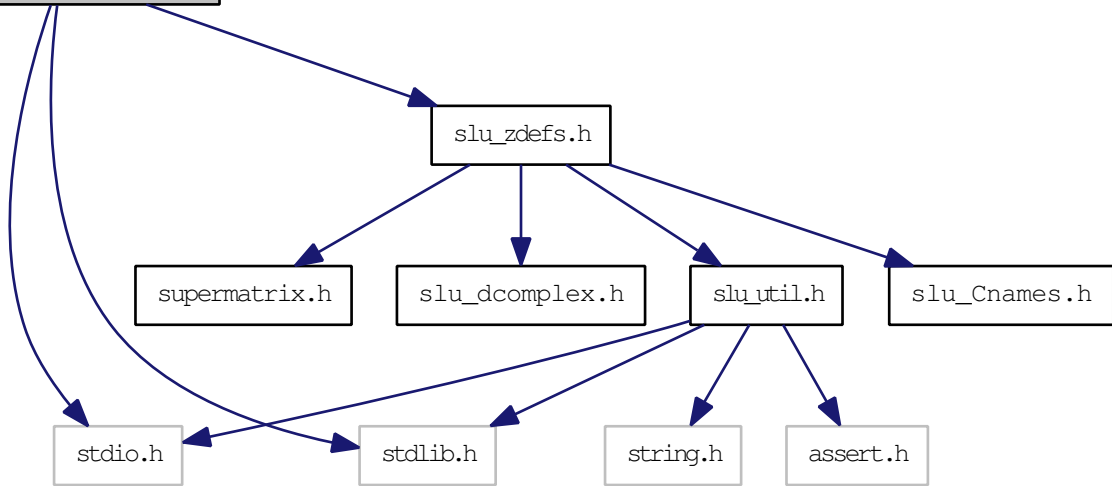 slu_zdefs.h
supermatrix.h
slu_dcomplex.h
slu_util.h
slu_Cnames.h
stdio.h
stdlib.h
string.h
assert.h